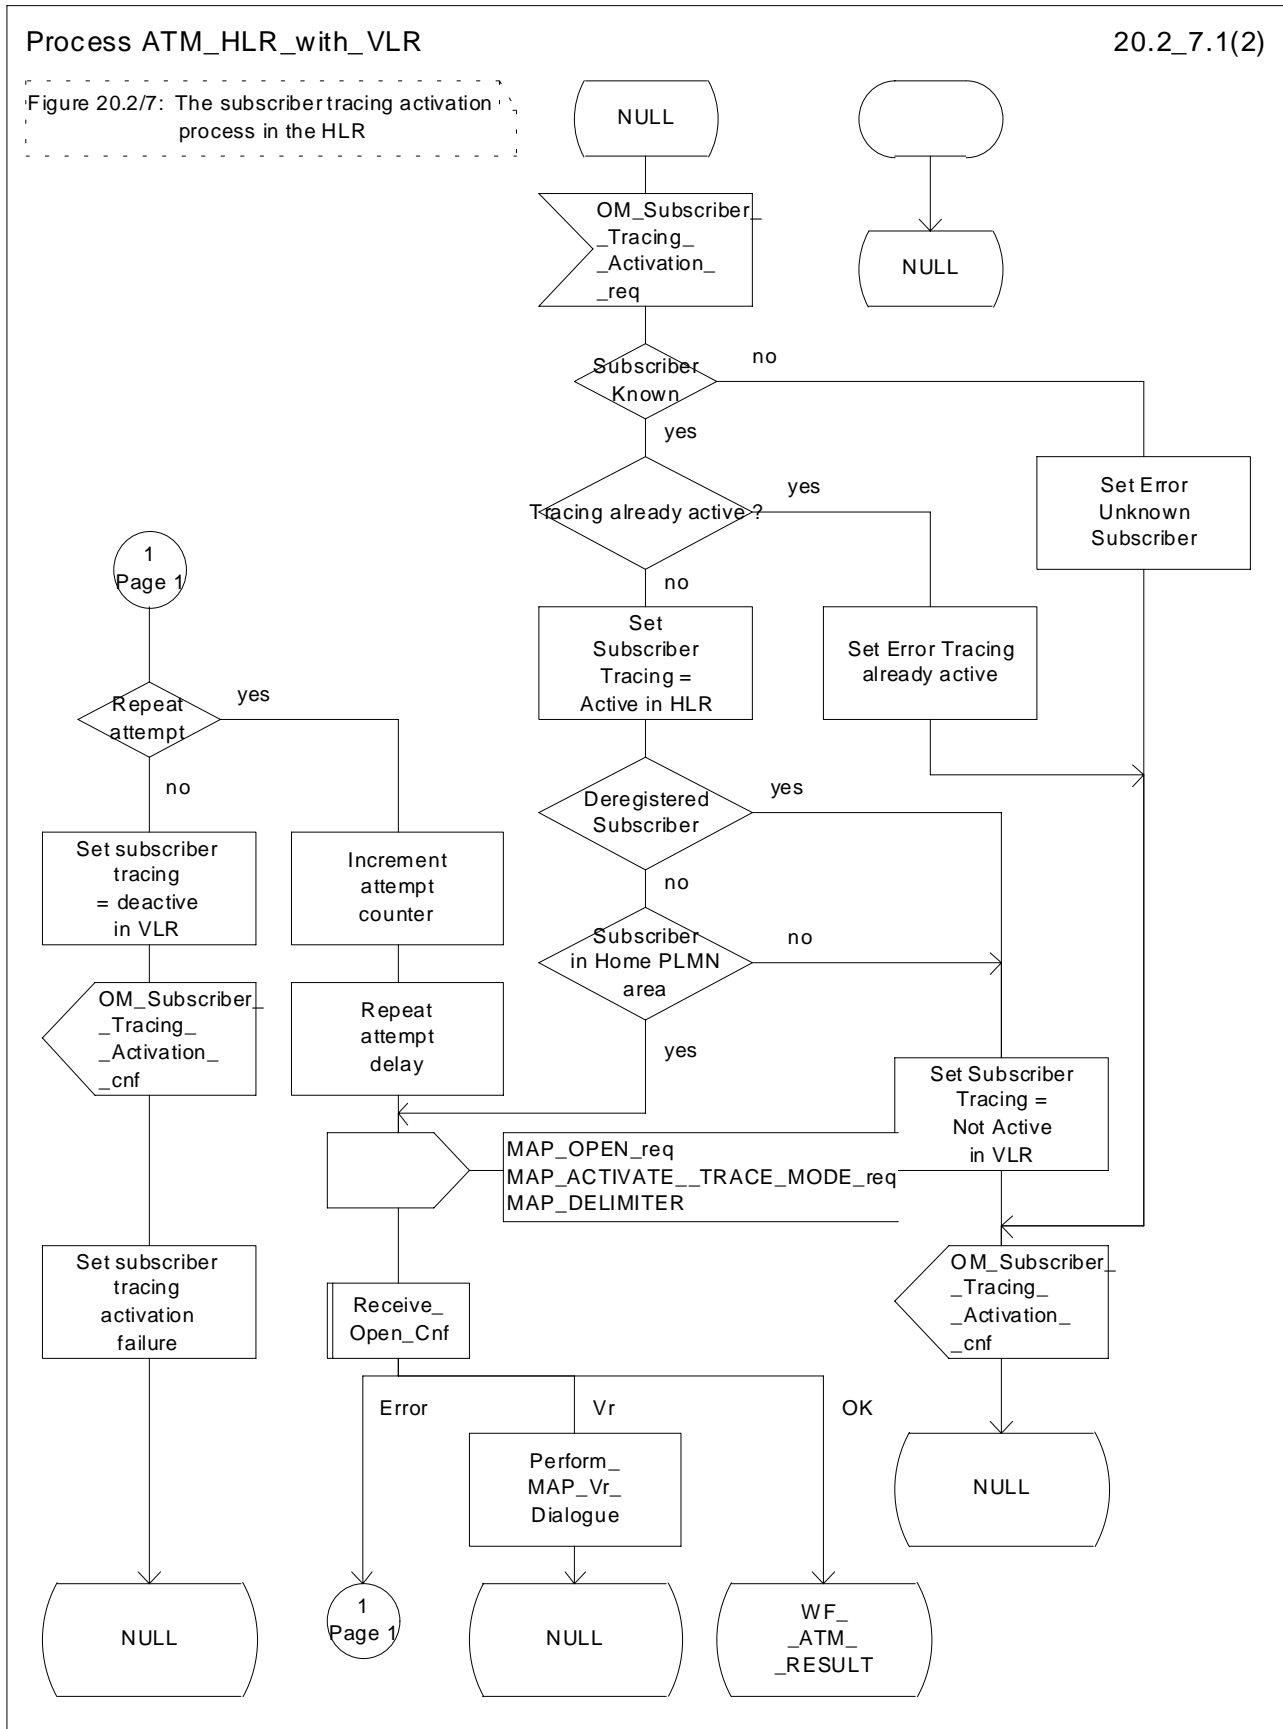 Process ATM_HLR_with_VLR
20.2_7.1(2)
Figure 20.2/7: The subscriber tracing activation
process in the HLR
NULL
OM_Subscriber_
_Tracing_
_Activation_
_req
NULL
Subscriber
Known
no
yes
Tracing already active ?
yes
no
Set Error
Unknown
Subscriber
1
Page 1
Set
Subscriber
Tracing =
Active in HLR
Set Error Tracing
already active
Repeat
attempt
yes
no
Deregistered
Subscriber
yes
no
Set subscriber
tracing
= deactive
in VLR
Increment
attempt
counter
Subscriber
in Home PLMN
area
no
yes
OM_Subscriber_
_Tracing_
_Activation_
_cnf
Repeat
attempt
delay
Set Subscriber
Tracing =
Not Active
in VLR
MAP_OPEN_req
MAP_ACTIVATE__TRACE_MODE_req
MAP_DELIMITER
Set subscriber
tracing
activation
failure
Receive_
Open_Cnf
OM_Subscriber_
_Tracing_
_Activation_
_cnf
Error
Vr
OK
Perform_
MAP_Vr_
Dialogue
NULL
NULL
1
Page 1
NULL
WF_
_ATM_
_RESULT